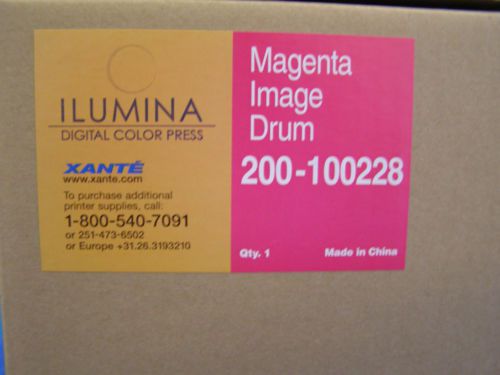 ILUMINA
DIGITAL COLOR PRESS
XANTÉ
www.xante.com
To purchase additional
printer supplies, call:
1-800-540-7091
or 251-473-6502
or Europe +31.26.3193210
Magenta
Image
Drum
200-100228
Qty. 1 Made in China